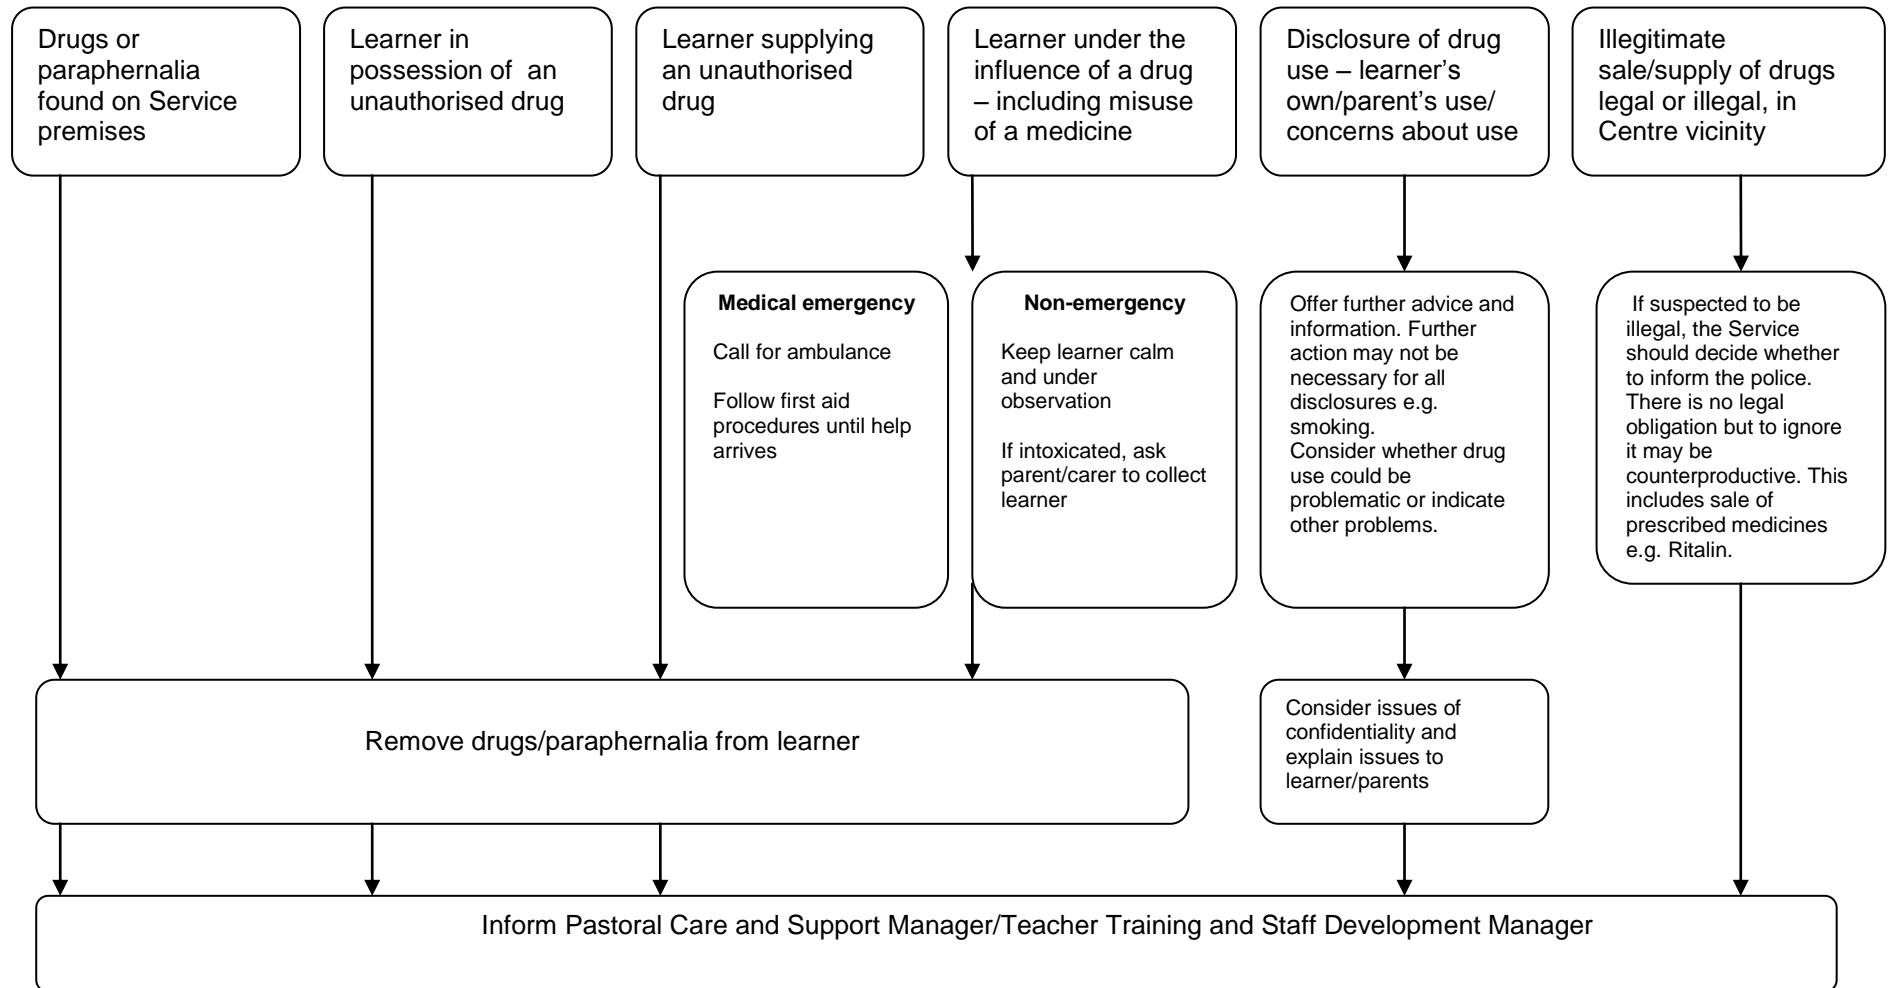 Drugs or
paraphernalia
found on Service
premises
Learner in
possession of  an
unauthorised drug
Learner supplying
an unauthorised
drug
Learner under the
influence of a drug
– including misuse
of a medicine
Disclosure of drug
use – learner's
own/parent's use/
concerns about use
Illegitimate
sale/supply of drugs
legal or illegal, in
Centre vicinity
Medical emergency
Call for ambulance
Follow first aid
procedures until help
arrives
Non-emergency
Keep learner calm
and under
observation
If intoxicated, ask
parent/carer to collect
learner
Offer further advice and
information. Further
action may not be
necessary for all
disclosures e.g.
smoking.
Consider whether drug
use could be
problematic or indicate
other problems.
If suspected to be
illegal, the Service
should decide whether
to inform the police.
There is no legal
obligation but to ignore
it may be
counterproductive. This
includes sale of
prescribed medicines
e.g. Ritalin.
Remove drugs/paraphernalia from learner
Consider issues of
confidentiality and
explain issues to
learner/parents
Inform Pastoral Care and Support Manager/Teacher Training and Staff Development Manager